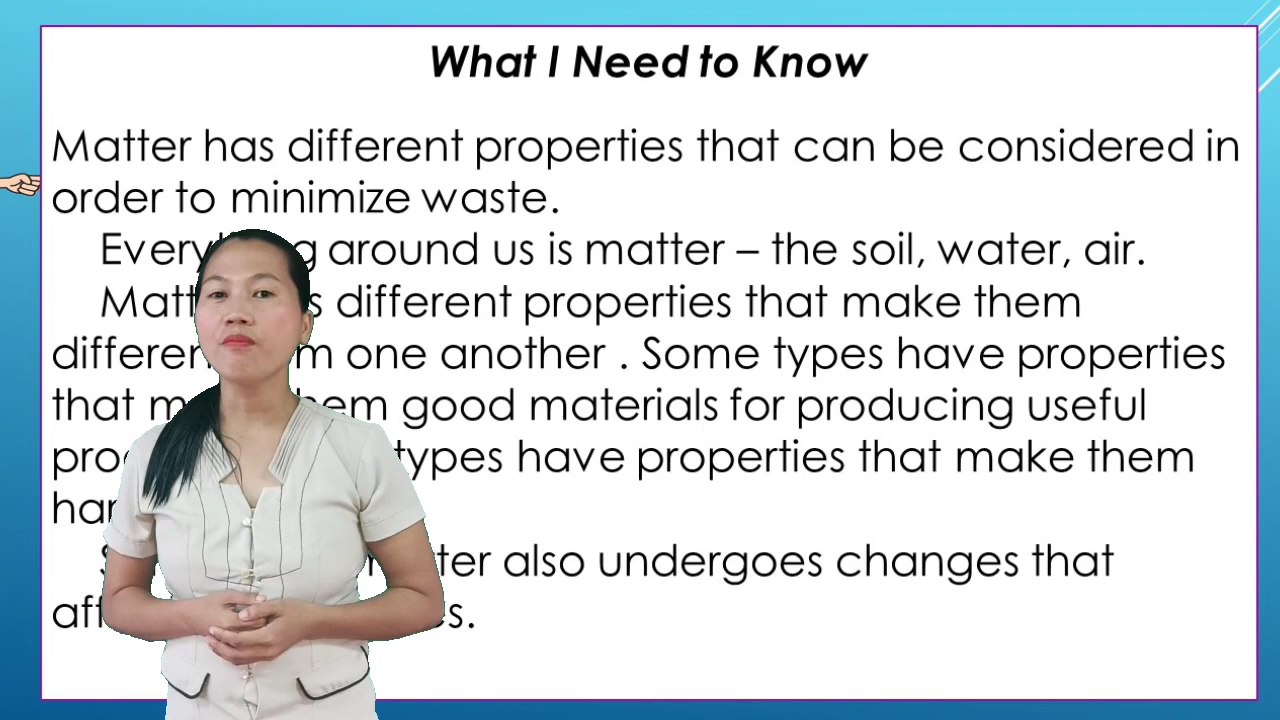 What I Need to Know
Matter has different properties that can be considered in
order to minimize waste.
around us is matter – the soil, water, air.
different properties that make them
one another . Some types have properties
that good materials for producing useful
types have properties that make them
also undergoes changes that